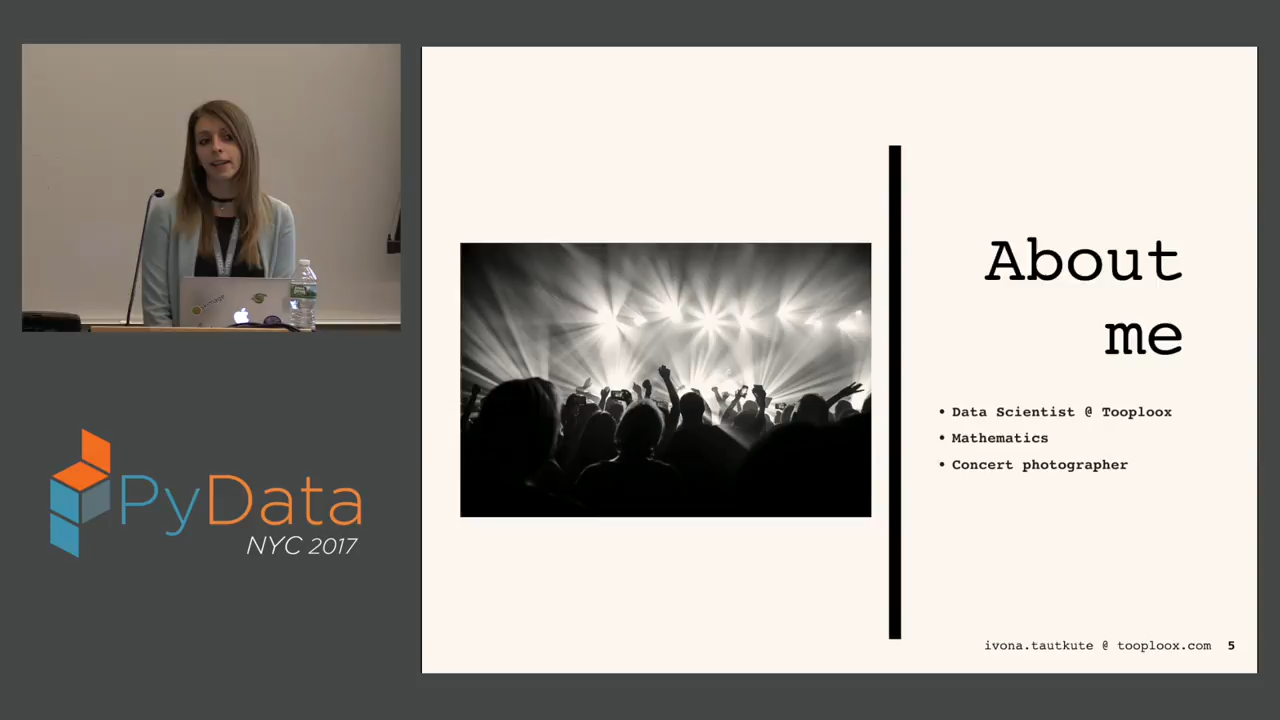 About
me
• Data Scientist @ Tooploox
• Mathematics
• Concert photographer
ivona.tautkute @ tooploox.com 5
PyData
NYC 2017